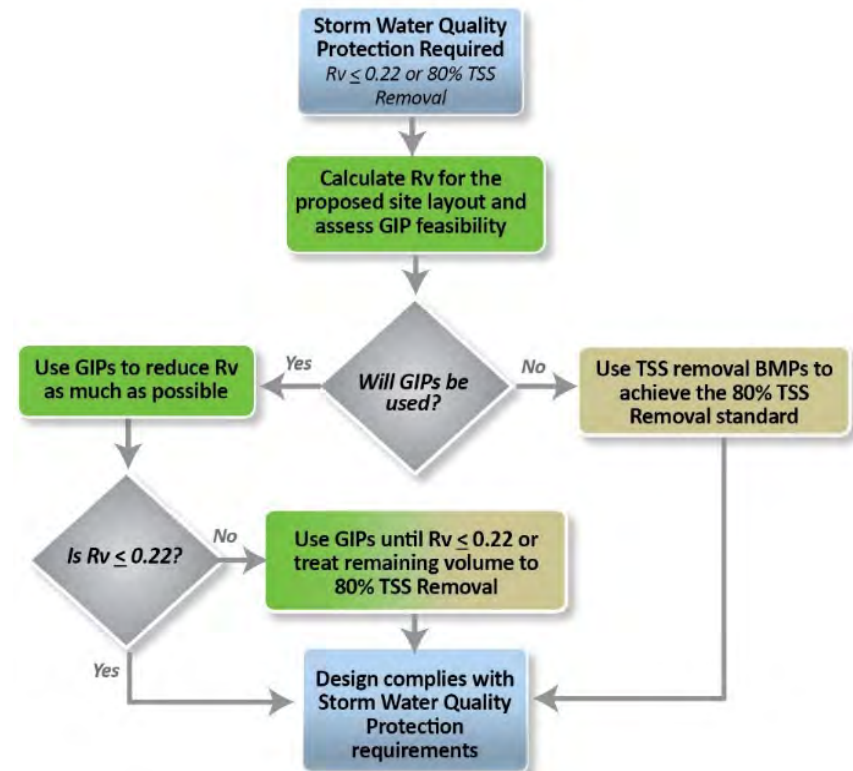 Storm Water Quality
Protection Required
Rv ≤ 0.22 or 80% TSS
Removal
Calculate Rv for the
proposed site layout and
assess GIP feasibility
Will GIPs be
used?
Yes
No
Use GIPs to reduce Rv
as much as possible
Use TSS removal BMPs to
achieve the 80% TSS
Removal standard
Is Rv ≤ 0.22?
No
Use GIPs until Rv ≤ 0.22 or
treat remaining volume to
80% TSS Removal
Yes
Design complies with
Storm Water Quality
Protection
requirements